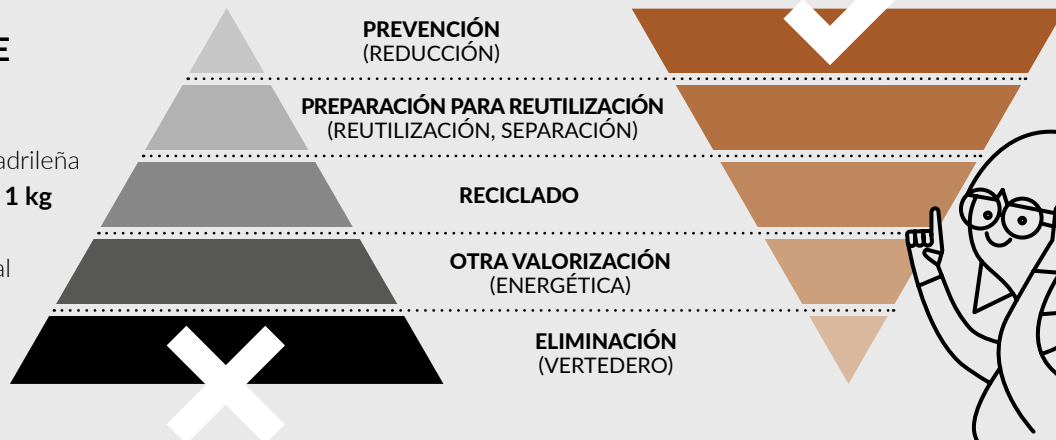 E
adrileña
1 kg
al
PREVENCIÓN
(REDUCCIÓN)
PREPARACIÓN PARA REUTILIZACIÓN
(REUTILIZACIÓN, SEPARACIÓN)
RECICLADO
OTRA VALORIZACIÓN
(ENERGÉTICA)
ELIMINACIÓN
(VERTEDERO)